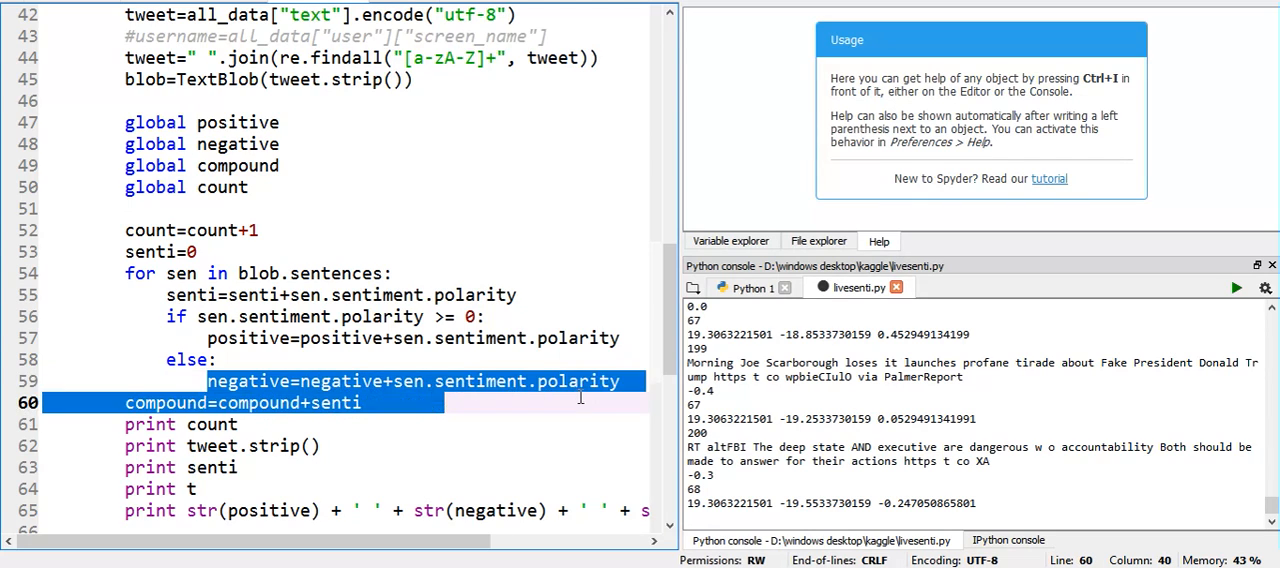 42 tweet=all_data["text"].encode("utf-8")
43 #username=all_data["user"]["screen_name"]
44 tweet=" ".join(re.findall("[a-zA-Z]+", tweet))
45 blob=TextBlob(tweet.strip())
46
47 global positive
48 global negative
49 global compound
50 global count
51
52 count=count+1
53 senti=0
54 for sen in blob.sentences:
55 senti=senti+sen.sentiment.polarity
56 if sen.sentiment.polarity >= 0:
57 positive=positive+sen.sentiment.polarity
58 else:
59 negative=negative+sen.sentiment.polarity
60 compound=compound+senti
61 print count
62 print tweet.strip()
63 print senti
64 print t
65 print str(positive) + ' ' + str(negative) + ' ' + s
66
Usage
Here you can get help of any object by pressing Ctrl+I in
front of it, either on the Editor or the Console.
Help can also be shown automatically after writing a left
parenthesis next to an object. You can activate this
behavior in Preferences > Help.
New to Spyder? Read our tutorial
Variable explorer File explorer Help
Python console - D:\windows desktop\kaggle\livesenti.py
Python 1 livesenti.py
0.0
67
19.3063221501 -18.8533730159 0.452949134199
199
Morning Joe Scarborough loses it launches profane tirade about Fake President Donald Tr
ump https t co wpbieCIulO via PalmerReport
-0.4
67
19.3063221501 -19.2533730159 0.0529491341991
200
RT altFBI The deep state AND executive are dangerous w o accountability Both should be
made to answer for their actions https t co XA
-0.3
68
19.3063221501 -19.5533730159 -0.247050865801
Python console - D:\windows desktop\kaggle\livesenti.py IPython console
Permissions: RW End-of-lines: CRLF Encoding: UTF-8 Line: 60 Column: 40 Memory: 43 %